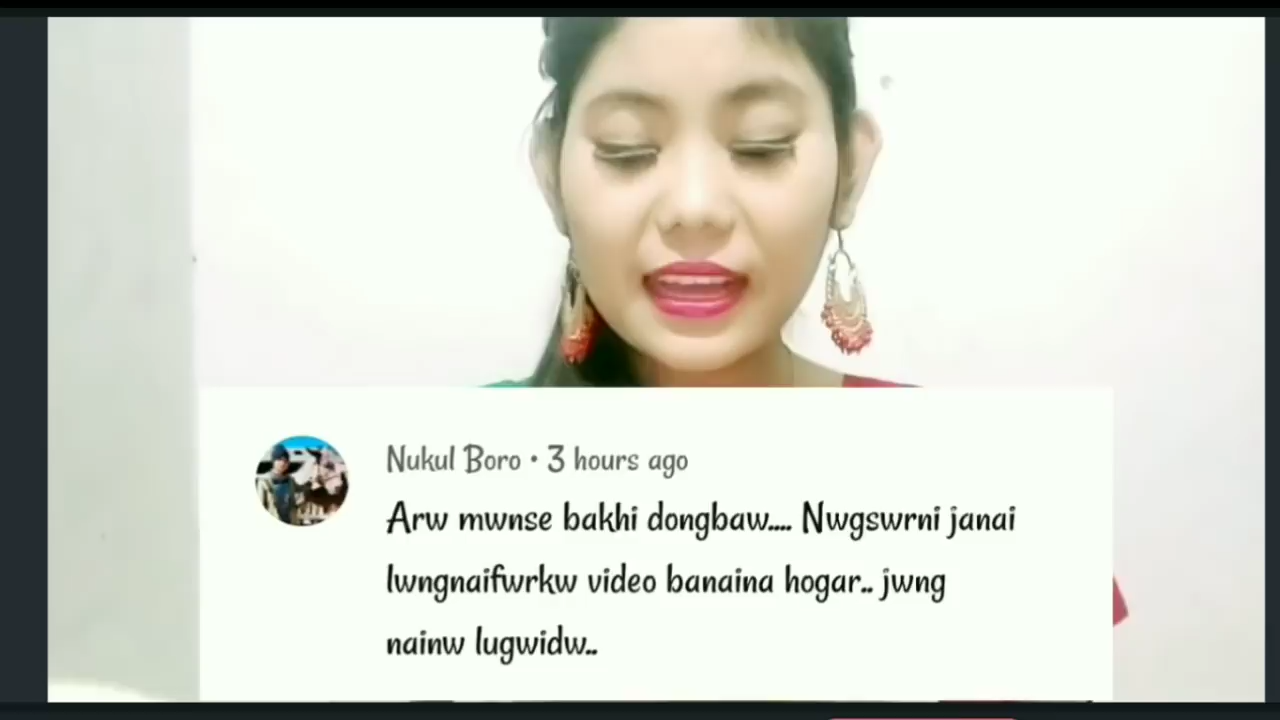 Nukul Boro • 3 hours ago
Arw mwnse bakhi dongbaw.... Nwgswrni janai
lwngnaifwrkw video banaina hogar.. jwng
nainw lugwidw..